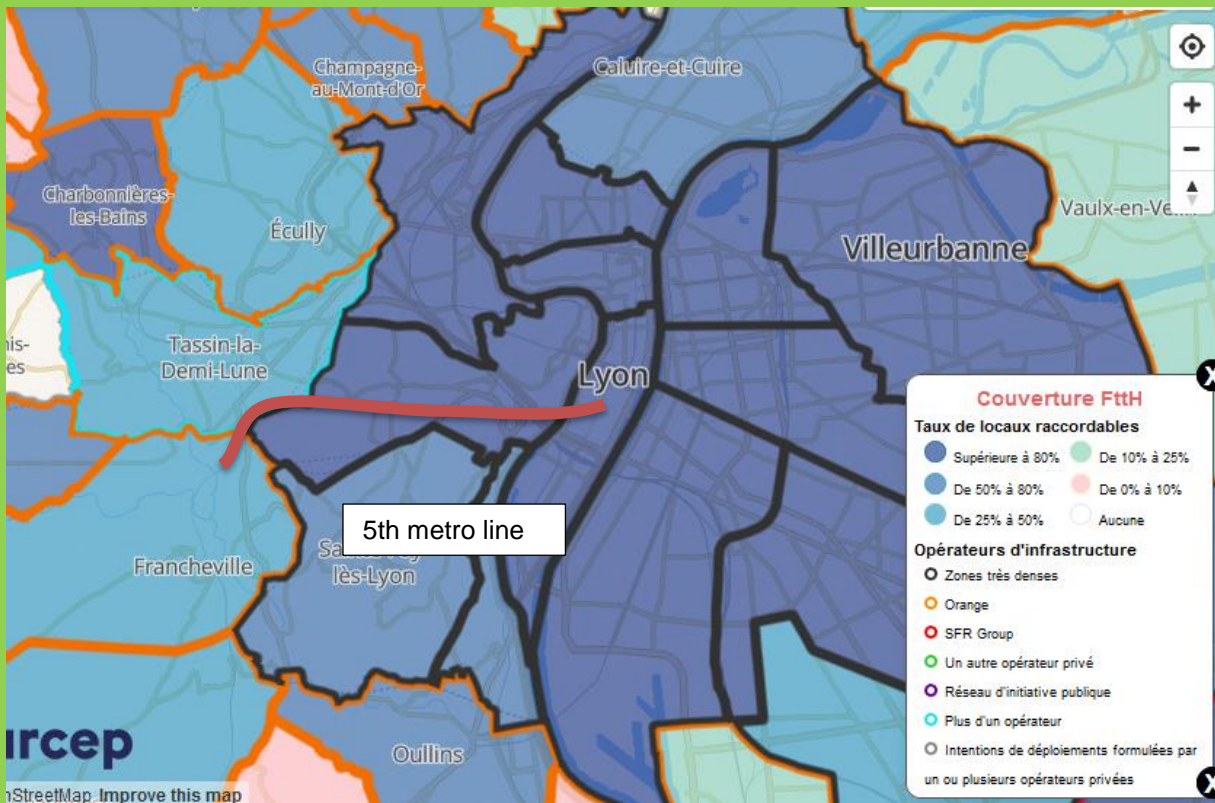 Champagne-
au-Mont-d'Or
Caluire-et-Cuire
Charbonnières-
les-Bains
Écully
Vaulx-en-Ve
Villeurbanne
Tassin-la-
Demi-Lune
is-
es
Lyon
5th metro line
Francheville
lès-Lyon
Oullins
Couverture FttH
Taux de locaux raccordables
Supérieure à 80%
De 10% à 25%
De 50% à 80%
De 0% à 10%
De 25% à 50%
Aucune
Opérateurs d'infrastructure
Zones très denses
Orange
SFR Group
Un autre opérateur privé
Réseau d'initiative publique
Plus d'un opérateur
Intentions de déploiements formulées par
un ou plusieurs opérateurs privées
X
X
rcep
nStreetMap Improve this map